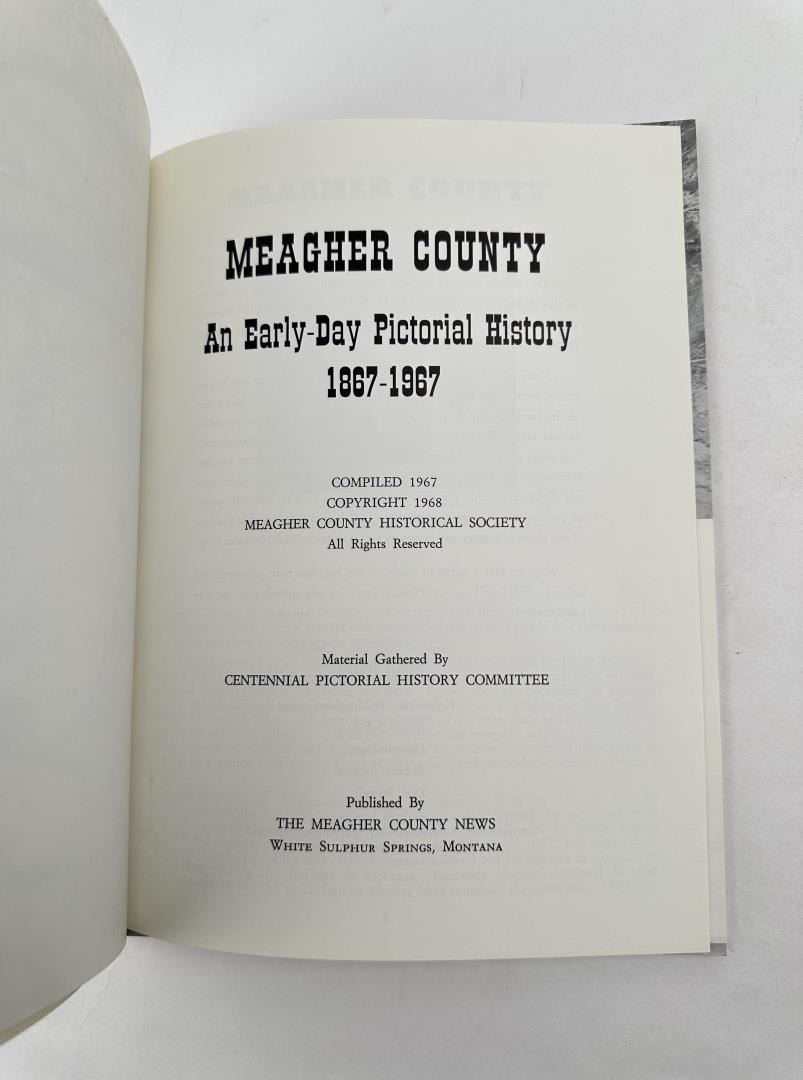 MEAGHER COUNTY
An Early-Day Pictorial History
1867-1967
COMPILED 1967
COPYRIGHT 1968
MEAGHER COUNTY HISTORICAL SOCIETY
All Rights Reserved
Material Gathered By
CENTENNIAL PICTORIAL HISTORY COMMITTEE
Published By
THE MEAGHER COUNTY NEWS
WHITE SULPHUR SPRINGS, MONTANA